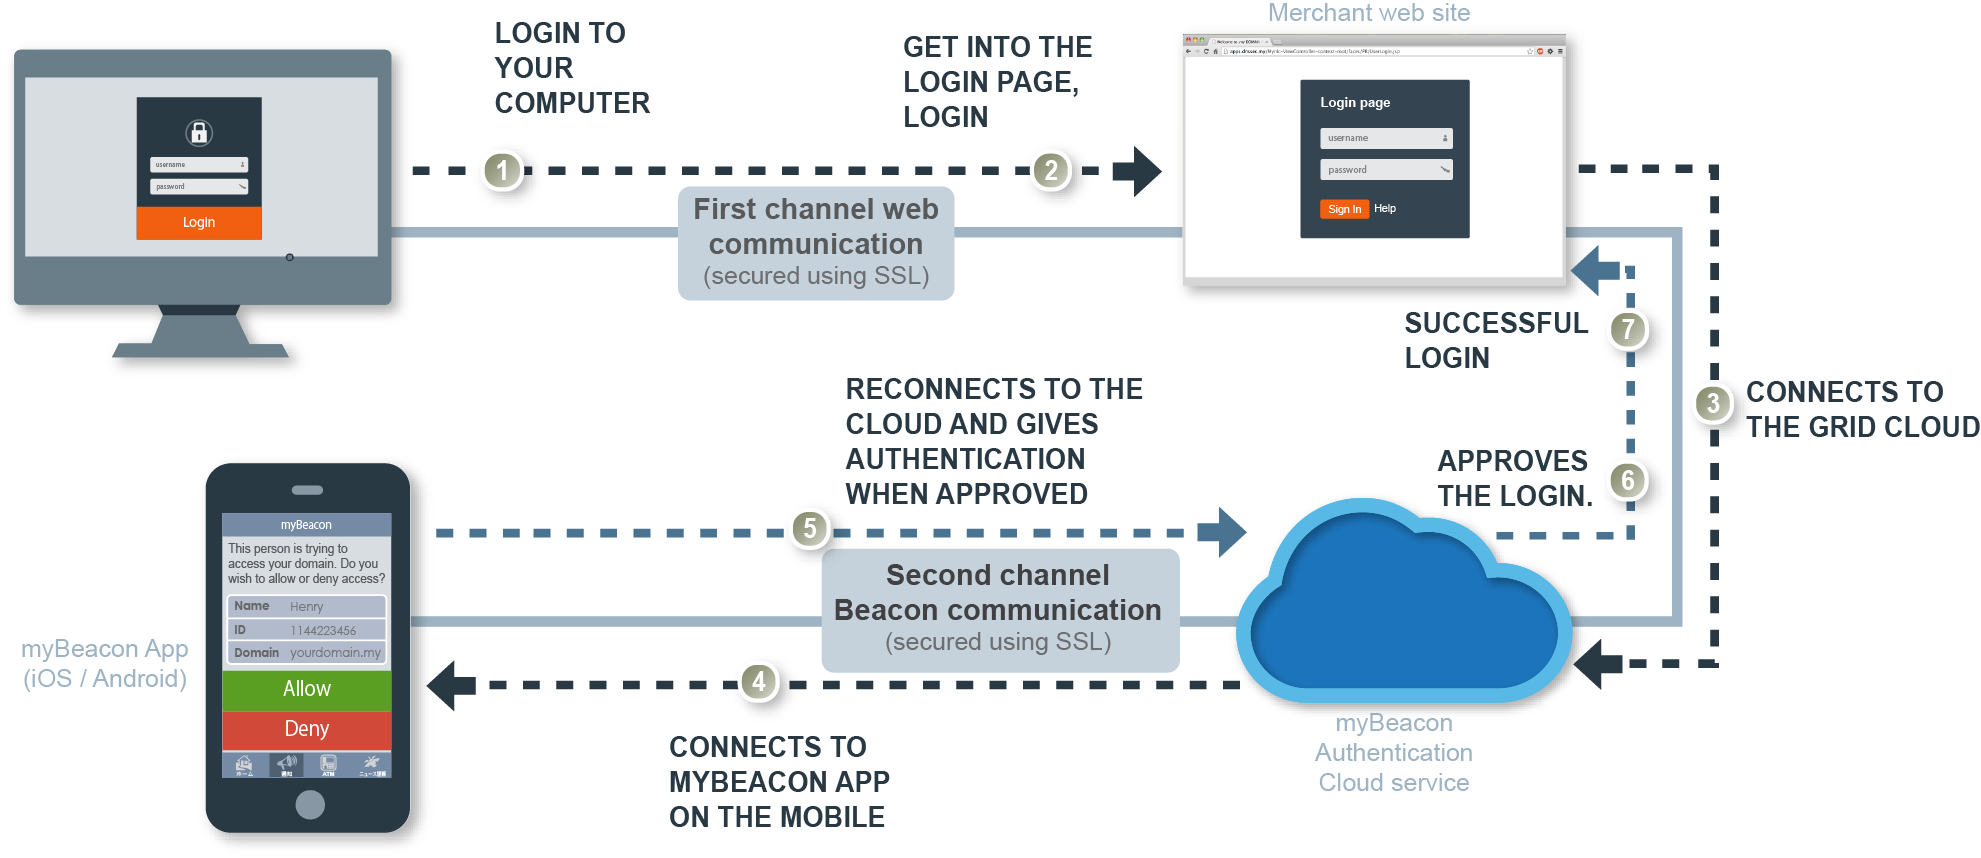 Merchant web site
LOGIN TO
YOUR
COMPUTER
GET INTO THE
LOGIN PAGE,
LOGIN
username
password
Login
1
2
Login page
username
password
Sign In Help
First channel web
communication
(secured using SSL)
SUCCESSFUL
LOGIN
7
3
CONNECTS TO
THE GRID CLOUD
RECONNECTS TO THE
CLOUD AND GIVES
AUTHENTICATION
WHEN APPROVED
APPROVES
THE LOGIN.
6
5
myBeacon
This person is trying to
access your domain. Do you
wish to allow or deny access?
Name Henry
ID 1144223456
Domain yourdomain.my
Allow
Deny
ホーム
ATM
myBeacon App
(iOS / Android)
Second channel
Beacon communication
(secured using SSL)
4
CONNECTS TO
MYBEACON APP
ON THE MOBILE
myBeacon
Authentication
Cloud service